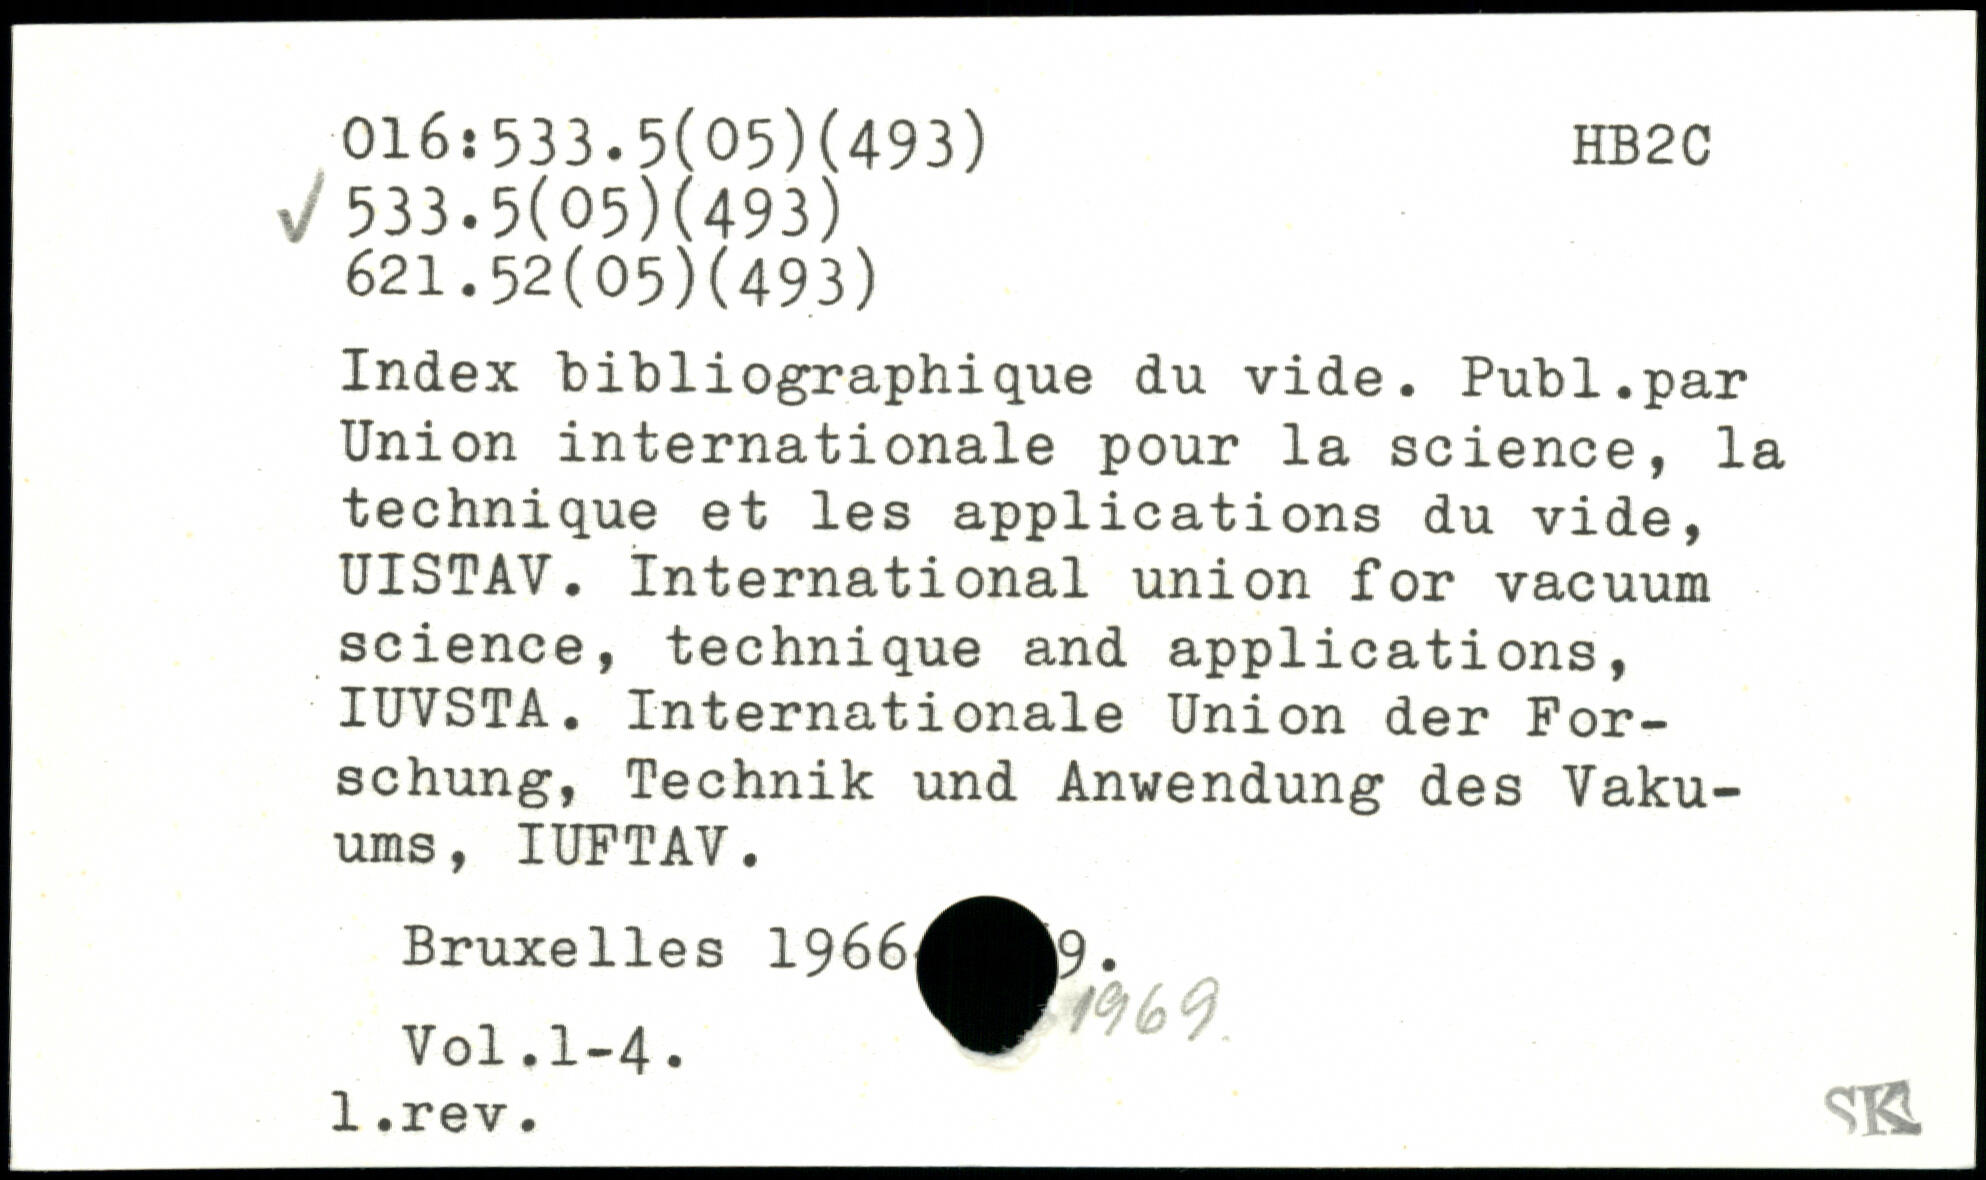 016:533.5(05)(493) HB2C
✓ 533.5(05)(493)
621.52(05)(493)
Index bibliographique du vide. Publ.par
Union internationale pour la science, la
technique et les applications du vide,
UISTAV. International union for vacuum
science, technique and applications,
IUVSTA. Internationale Union der For-
schung, Technik und Anwendung des Vaku-
ums, IUFTAV.
Bruxelles 1966- 9.
1969.
Vol.1-4.
1.rev.
SK